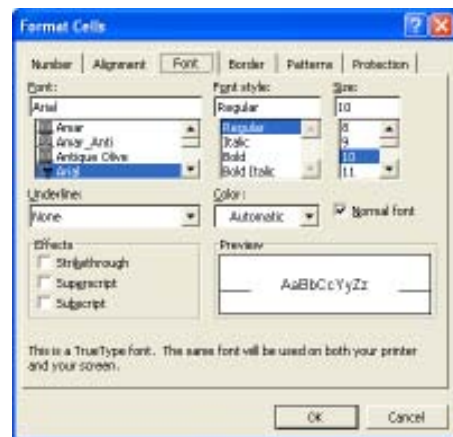 Format Cells
Number Alignment Font Border Patterns Protection
Font: Font style: Size:
Arial Regular 10
Amar Regular 8
Amar_Anti Italic 9
Antique Olive Bold 10
Arial Bold Italic 11
Underline: Color:
None Automatic Normal font
Effects Preview
Strikethrough
Superscript AaBbCcYyZz
Subscript
This is a TrueType font. The same font will be used on both your printer
and your screen.
OK Cancel